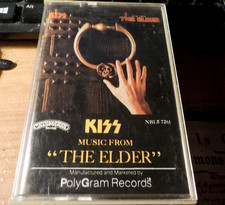 THE ELDER
KISS
NBL5 7261
MUSIC FROM
"THE ELDER"
Manufactured and Marketed by
PolyGram Records